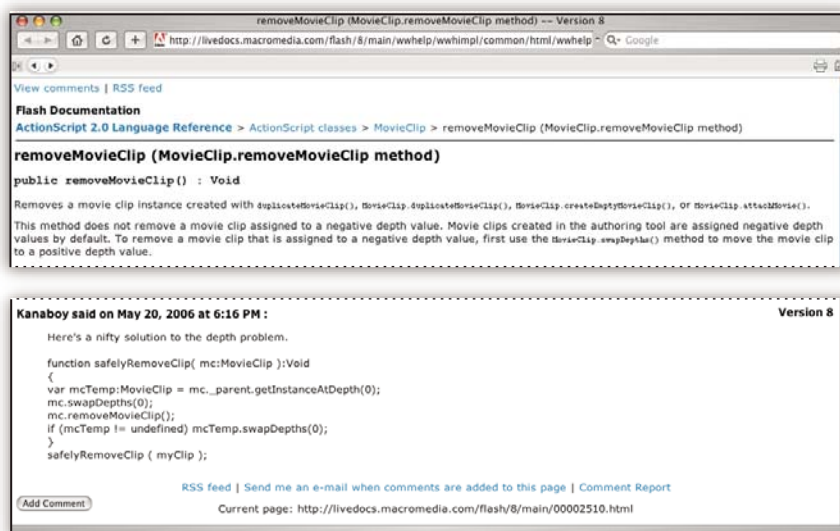 removeMovieClip (MovieClip.removeMovieClip method) -- Version 8
http://livedocs.macromedia.com/flash/8/main/wwhelp/wwhimpl/common/html/wwhelp
Google
View comments | RSS feed
Flash Documentation
ActionScript 2.0 Language Reference > ActionScript classes > MovieClip > removeMovieClip (MovieClip.removeMovieClip method)
removeMovieClip (MovieClip.removeMovieClip method)
public removeMovieClip() : Void
Removes a movie clip instance created with duplicateMovieClip(), MovieClip.duplicateMovieClip(), MovieClip.createEmptyMovieClip(), or MovieClip.attachMovie().
This method does not remove a movie clip assigned to a negative depth value. Movie clips created in the authoring tool are assigned negative depth
values by default. To remove a movie clip that is assigned to a negative depth value, first use the MovieClip.swapDepths() method to move the movie clip
to a positive depth value.
Kanaboy said on May 20, 2006 at 6:16 PM :
Version 8
Here's a nifty solution to the depth problem.
function safelyRemoveClip( mc:MovieClip ):Void
{
var mcTemp:MovieClip = mc._parent.getInstanceAtDepth(0);
mc.swapDepths(0);
mc.removeMovieClip();
if (mcTemp != undefined) mcTemp.swapDepths(0);
}
safelyRemoveClip ( myClip );
RSS feed | Send me an e-mail when comments are added to this page | Comment Report
Add Comment
Current page: http://livedocs.macromedia.com/flash/8/main/00002510.html